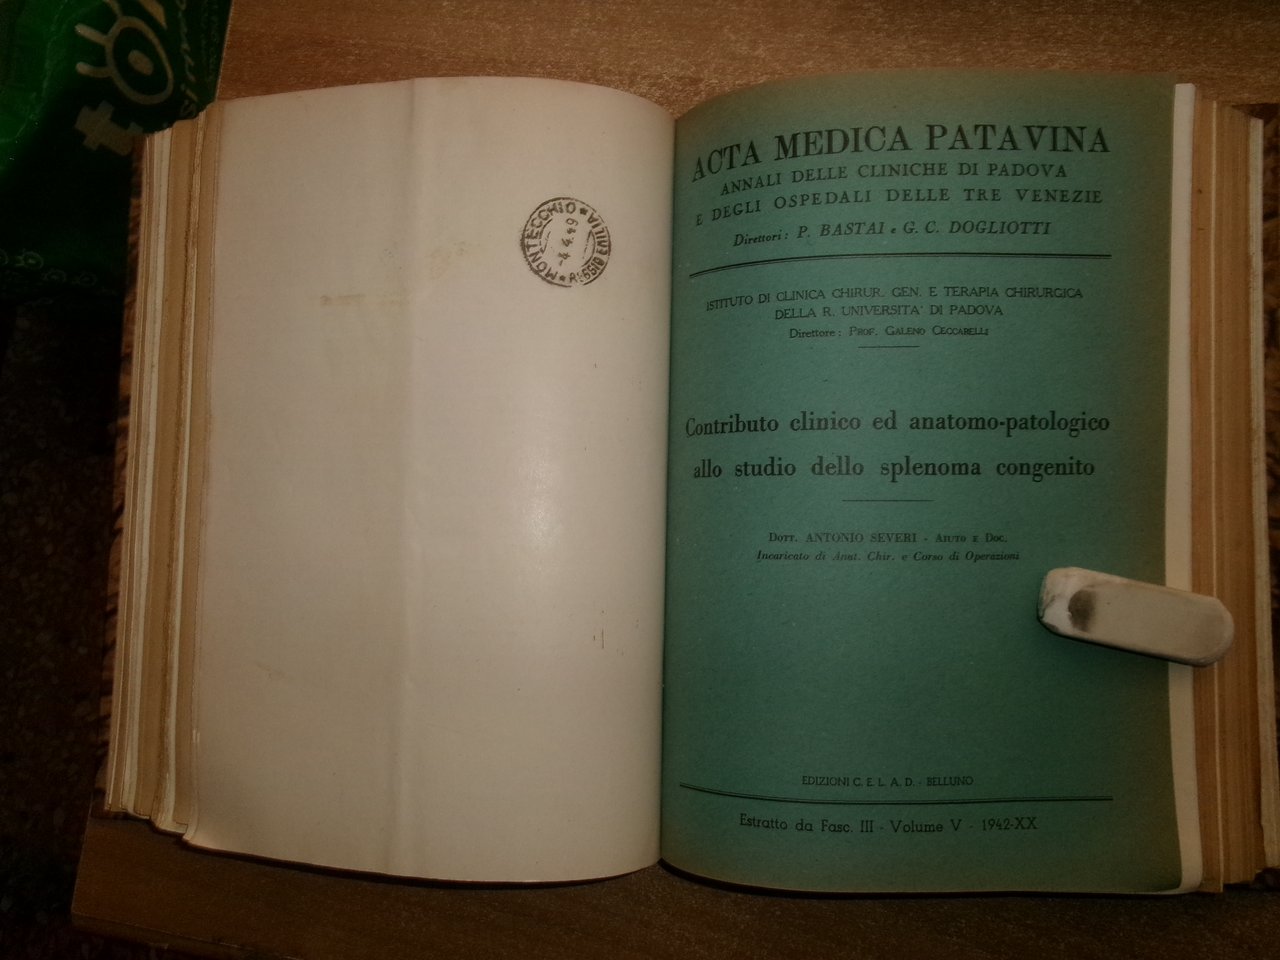 MONTECCHIO
4.4.49
ACTA MEDICA PATAVINA
ANNALI DELLE CLINICHE DI PADOVA
E DEGLI OSPEDALI DELLE TRE VENEZIE
Direttori: P. BASTAI e G. C. DOGLIOTTI
ISTITUTO DI CLINICA CHIRUR. GEN. E TERAPIA CHIRURGICA
DELLA R. UNIVERSITA' DI PADOVA
Direttore: PROF. GALENO CECCARELLI
Contributo clinico ed anatomo-patologico
allo studio dello splenoma congenito
DOTT. ANTONIO SEVERI - AIUTO E DOC.
Incaricato di Anat. Chir. e Corso di Operazioni
EDIZIONI C. E. L. A. D. - BELLUNO
Estratto da Fasc. III - Volume V - 1942-XX